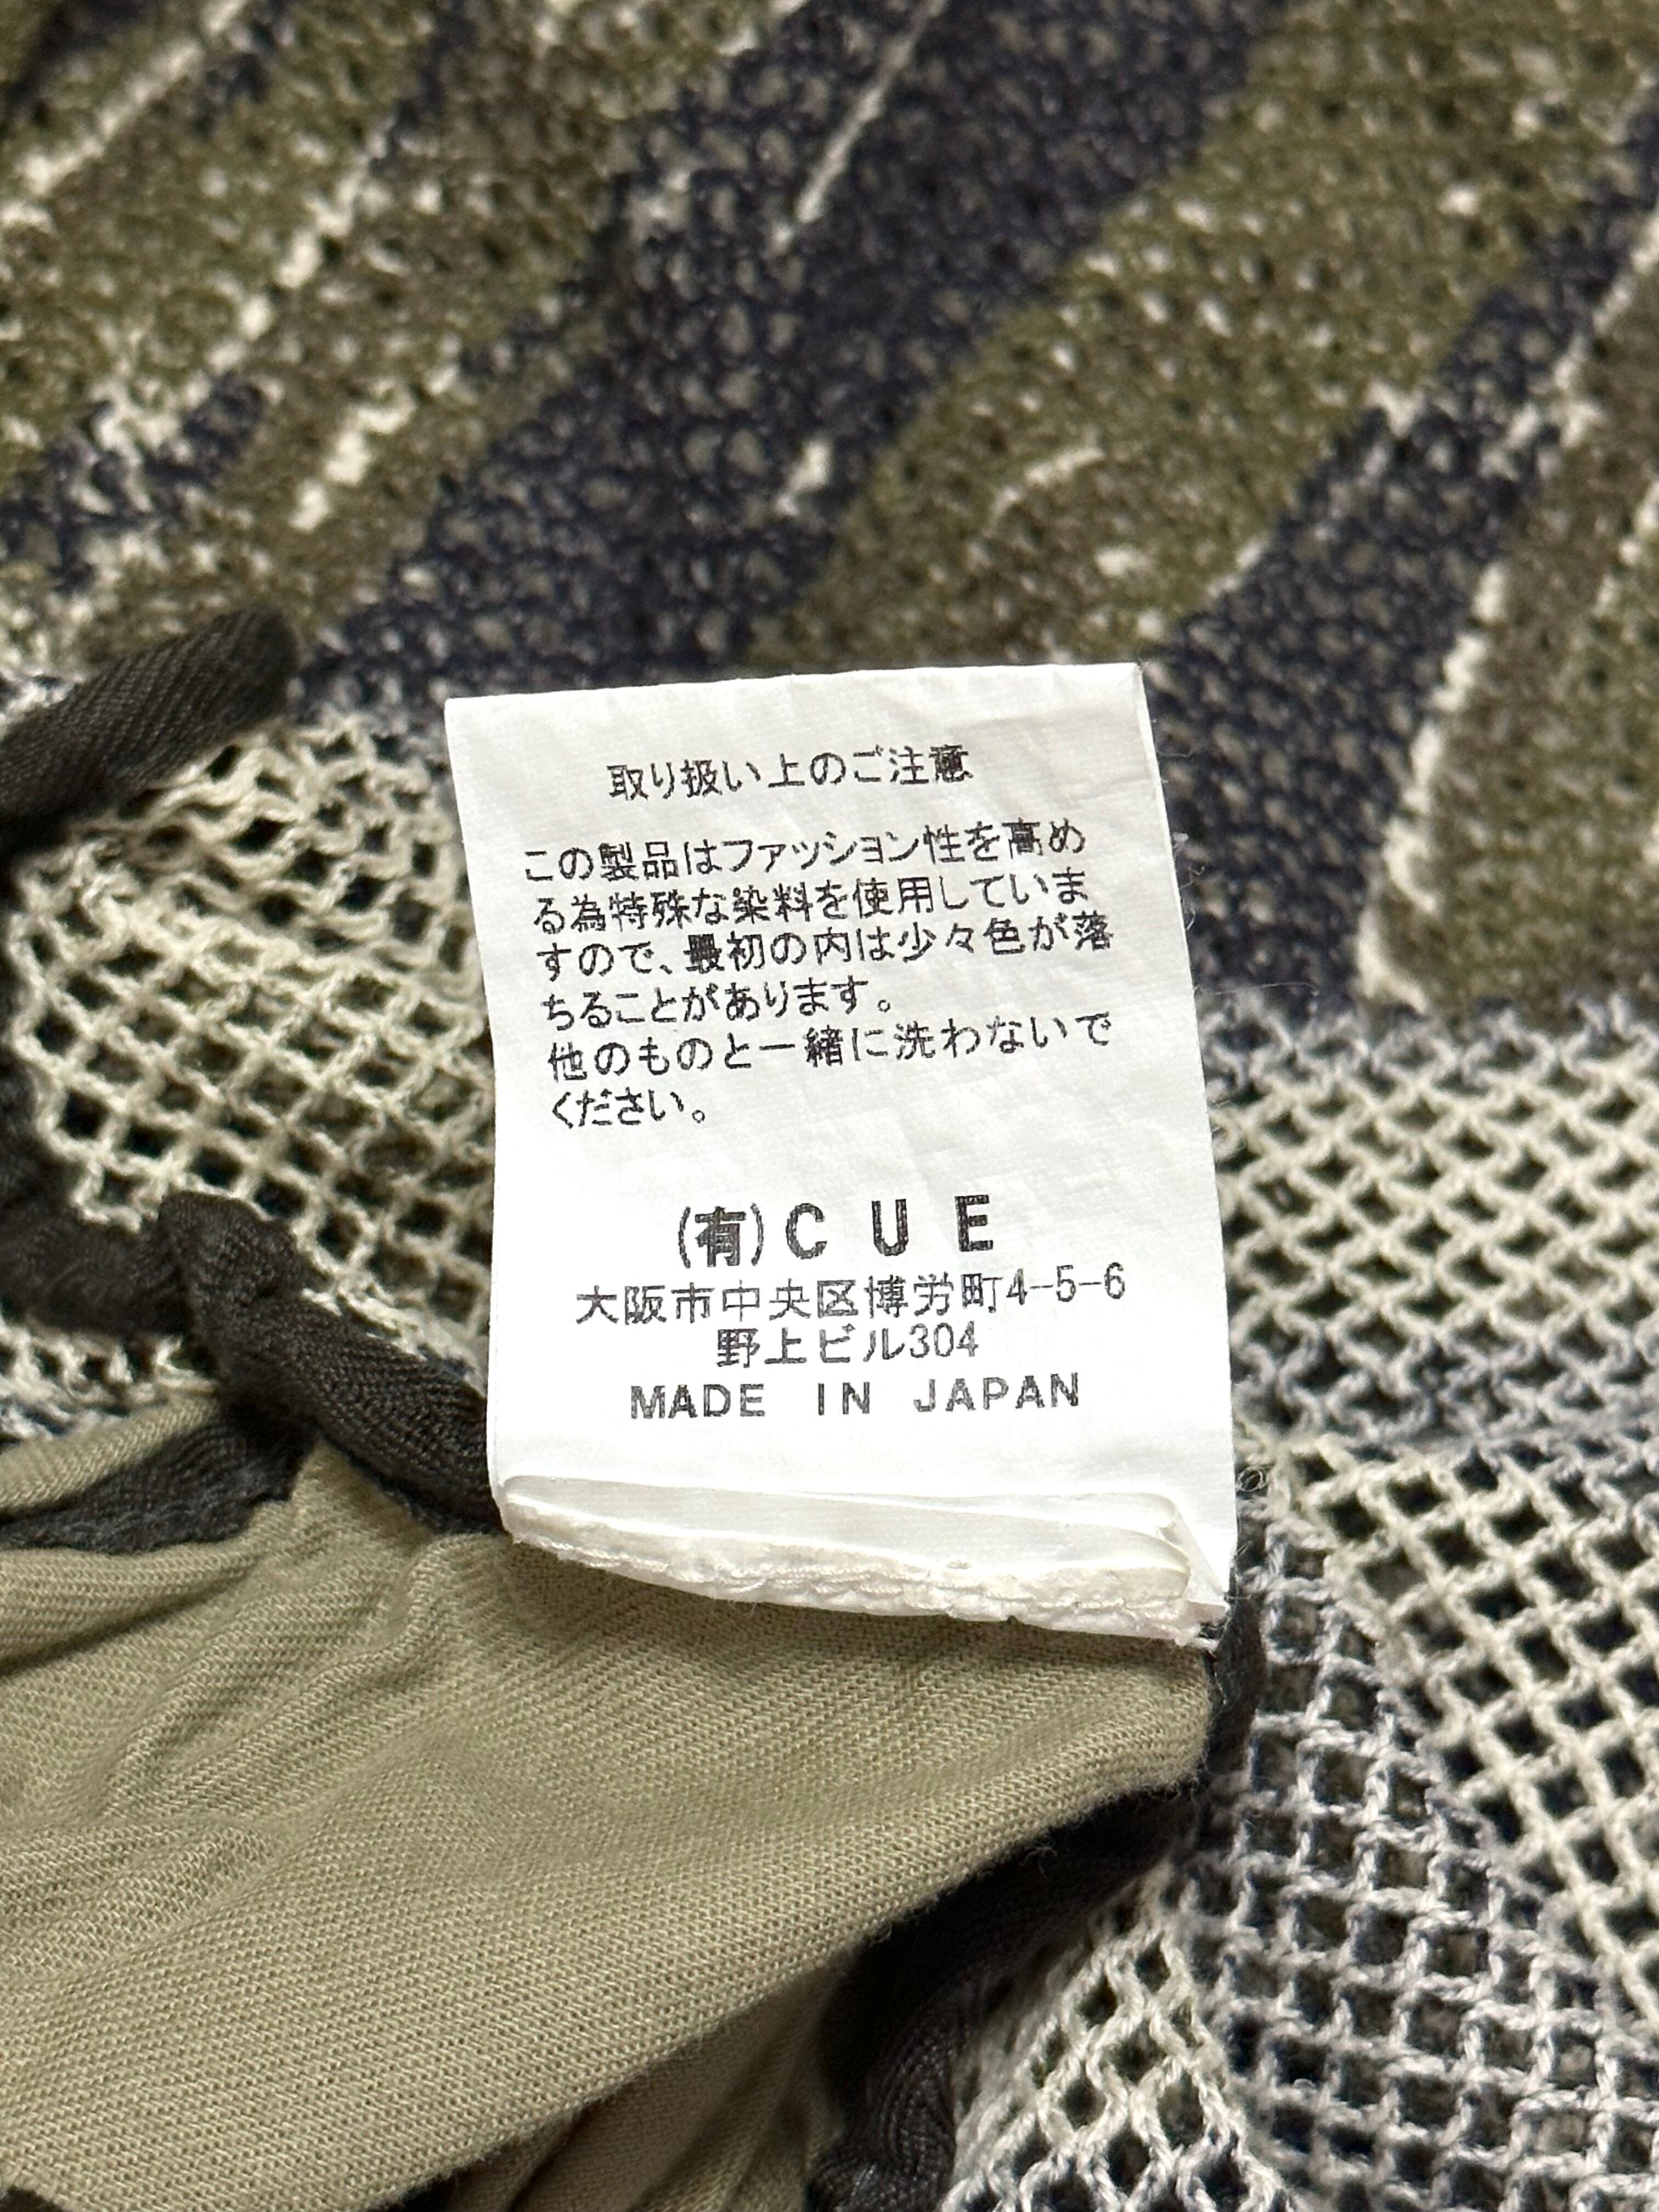 取り扱い上のご注意
この製品はファッション性を高め
る為特殊な染料を使用していま
すので、最初の内は少々色が落
ちることがあります。
他のものと一緒に洗わないで
ください。
(有)CUE
大阪市中央区博労町4-5-6
野上ビル304
MADE IN JAPAN